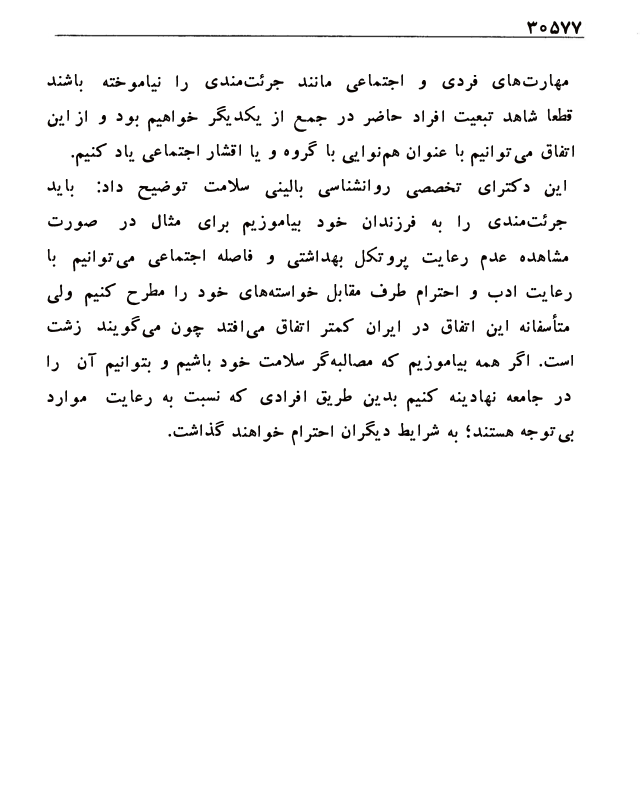 ۳۰۵۷۷
مهارت‌های فردی و اجتماعی مانند جرئت‌مندی را نیاموخته باشند
قطعا شاهد تبعیت افراد حاضر در جمع از یکدیگر خواهیم بود و از این
اتفاق می‌توانیم با عنوان هم‌نوایی با گروه و یا اقشار اجتماعی یاد کنیم.
این دکترای تخصصی روانشناسی بالینی سلامت توضیح داد: باید
جرئت‌مندی را به فرزندان خود بیاموزیم برای مثال در صورت
مشاهده عدم رعایت پروتکل بهداشتی و فاصله اجتماعی می‌توانیم با
رعایت ادب و احترام طرف مقابل خواسته‌های خود را مطرح کنیم ولی
متأسفانه این اتفاق در ایران کمتر اتفاق می‌افتد چون می‌گویند زشت
است. اگر همه بیاموزیم که مصالبه‌گر سلامت خود باشیم و بتوانیم آن را
در جامعه نهادینه کنیم بدین طریق افرادی که نسبت به رعایت موارد
بی‌توجه هستند؛ به شرایط دیگران احترام خواهند گذاشت.